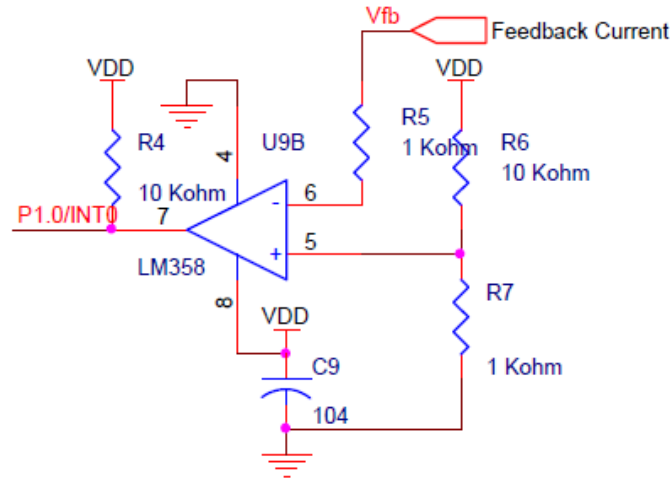 Vfb
Feedback Current
VDD
VDD
R4
U9B
R5
R6
4
1 Kohm
10 Kohm
10 Kohm
-
6
P1.0/INT0
7
+
5
LM358
8
VDD
R7
C9
1 Kohm
104